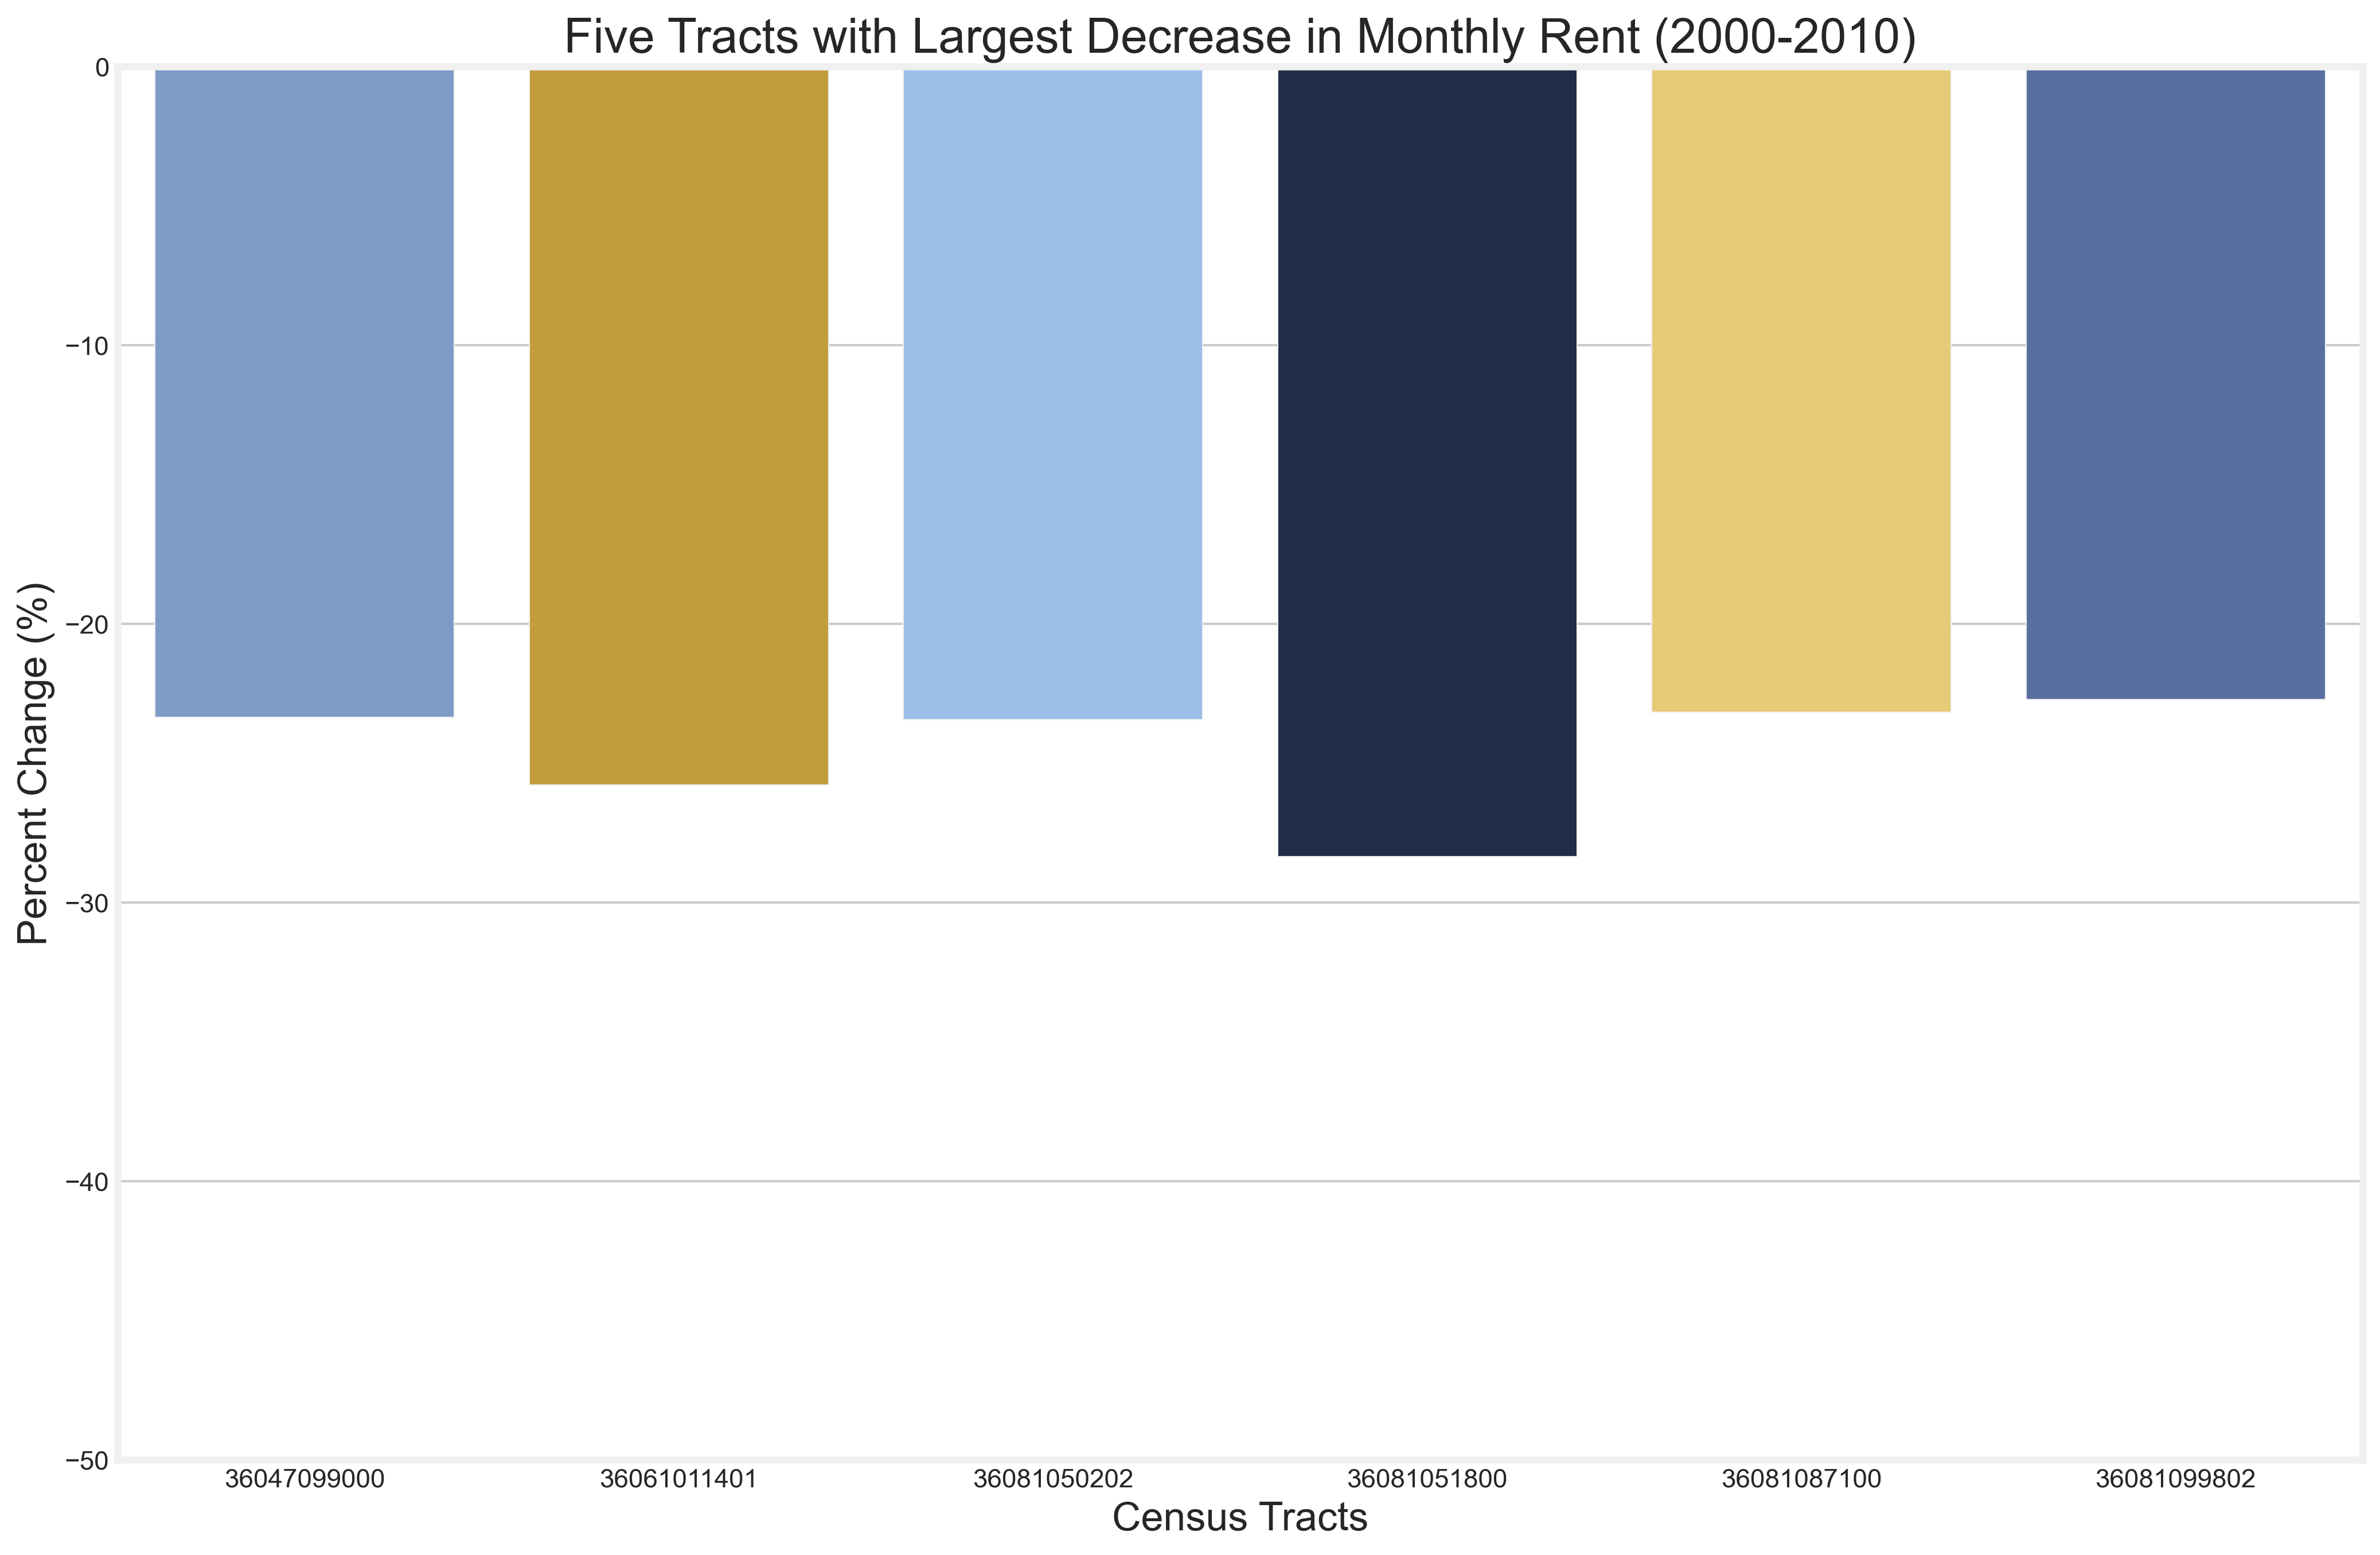 Five Tracts with Largest Decrease in Monthly Rent (2000-2010)
0
−10
−20
−30
−40
−50
Percent Change (%)
36047099000 36061011401 36081050202 36081051800 36081087100 36081099802
Census Tracts